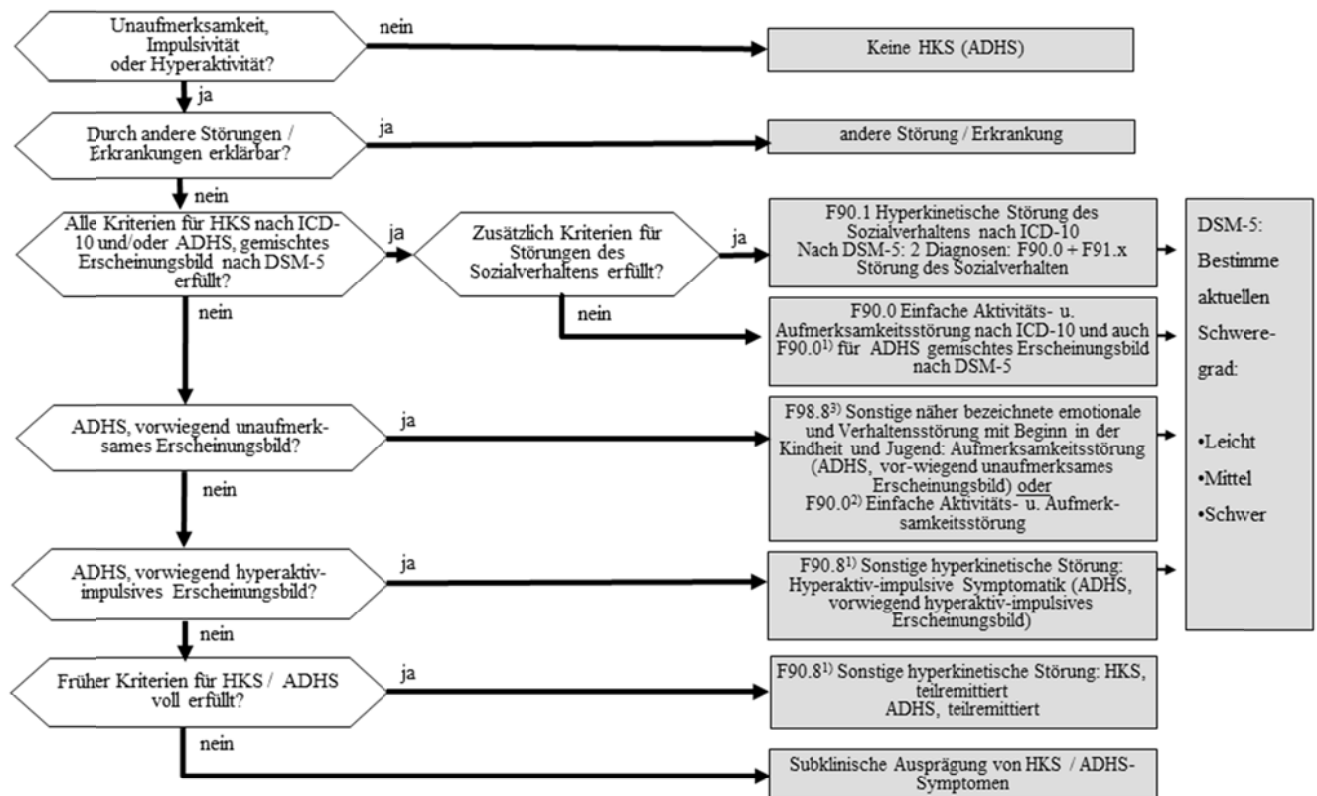 Unaufmerksamkeit,
Impulsivität
oder Hyperaktivität?
nein
Keine HKS (ADHS)
ja
Durch andere Störungen /
Erkrankungen erklärbar?
ja
andere Störung / Erkrankung
nein
Alle Kriterien für HKS nach ICD-
10 und/oder ADHS, gemischtes
Erscheinungsbild nach DSM-5
erfüllt?
ja
Zusätzlich Kriterien für
Störungen des
Sozialverhaltens erfüllt?
ja
F90.1 Hyperkinetische Störung des
Sozialverhaltens nach ICD-10
Nach DSM-5: 2 Diagnosen: F90.0 + F91.x
Störung des Sozialverhalten
DSM-5:
Bestimme
aktuellen
Schwere-
grad:
•Leicht
•Mittel
•Schwer
nein
nein
F90.0 Einfache Aktivitäts- u.
Aufmerksamkeitsstörung nach ICD-10 und auch
F90.0¹⁾ für ADHS gemischtes Erscheinungsbild
nach DSM-5
ADHS, vorwiegend unaufmerk-
sames Erscheinungsbild?
ja
F98.8³⁾ Sonstige näher bezeichnete emotionale
und Verhaltensstörung mit Beginn in der
Kindheit und Jugend: Aufmerksamkeitsstörung
(ADHS, vor-wiegend unaufmerksames
Erscheinungsbild) oder
F90.0²⁾ Einfache Aktivitäts- u. Aufmerk-
samkeitsstörung
nein
ADHS, vorwiegend hyperaktiv-
impulsives Erscheinungsbild?
ja
F90.8¹⁾ Sonstige hyperkinetische Störung:
Hyperaktiv-impulsive Symptomatik (ADHS,
vorwiegend hyperaktiv-impulsives
Erscheinungsbild)
nein
Früher Kriterien für HKS / ADHS
voll erfüllt?
ja
F90.8¹⁾ Sonstige hyperkinetische Störung: HKS,
teilremittiert
ADHS, teilremittiert
nein
Subklinische Ausprägung von HKS / ADHS-
Symptomen